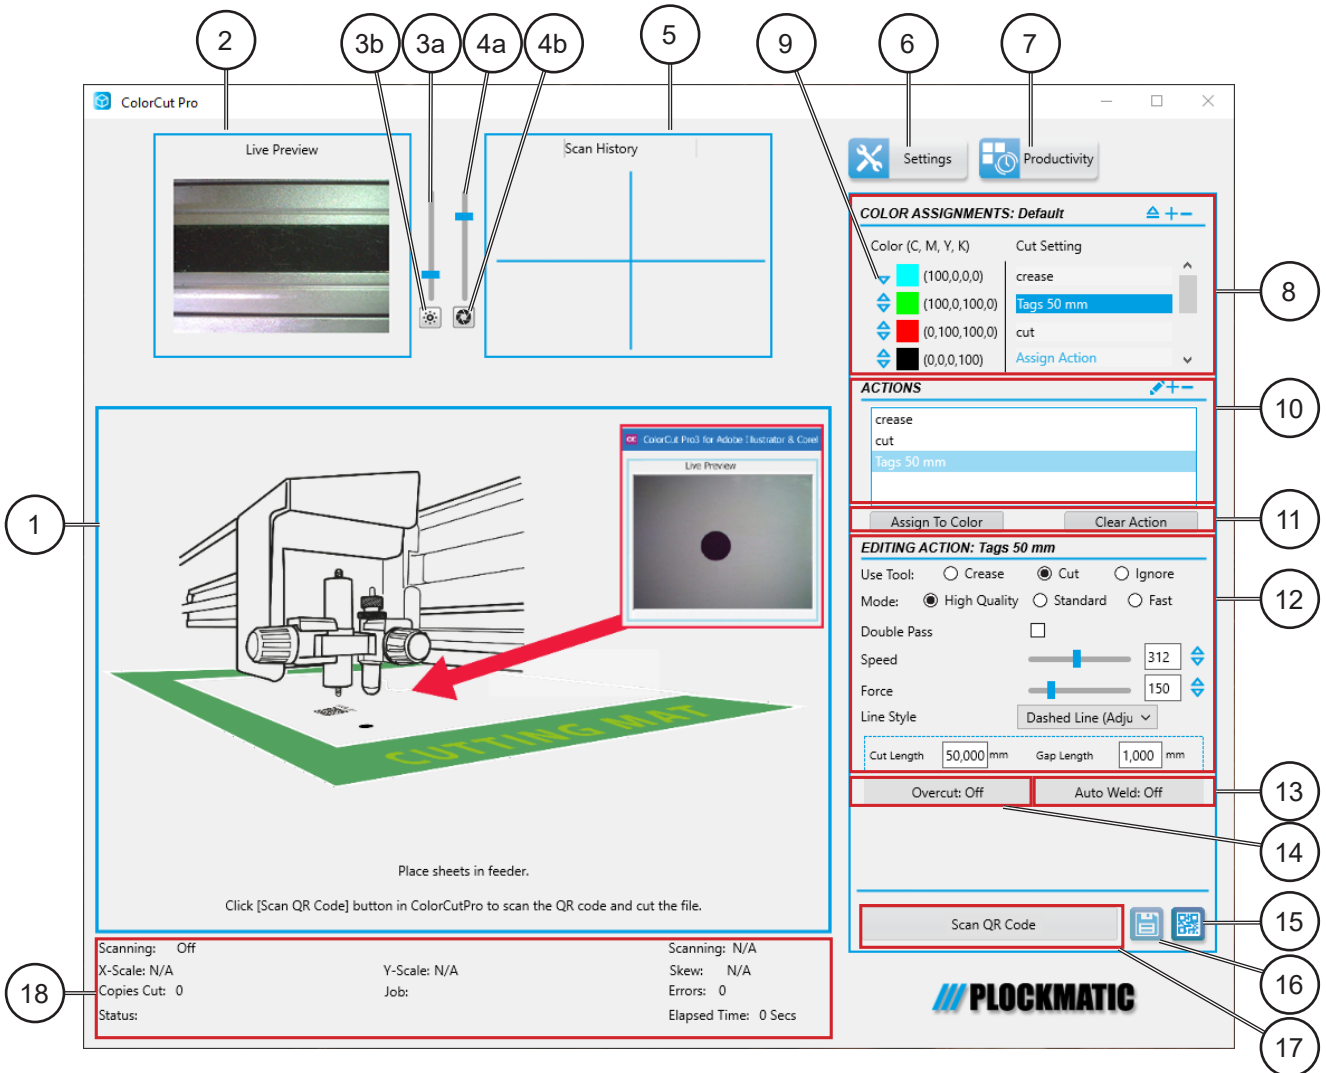 2
3b
3a
4a
4b
5
9
6
7
ColorCut Pro
Live Preview
Scan History
Settings
Productivity
COLOR ASSIGNMENTS: Default
Color (C, M, Y, K)
Cut Setting
(100,0,0,0)
crease
(100,0,100,0)
Tags 50 mm
(0,100,100,0)
cut
(0,0,0,100)
Assign Action
8
ACTIONS
crease
cut
Tags 50 mm
10
Assign To Color
Clear Action
11
EDITING ACTION: Tags 50 mm
Use Tool:
Crease
Cut
Ignore
Mode:
High Quality
Standard
Fast
Double Pass
Speed
312
Force
150
Line Style
Dashed Line (Adju
Cut Length
50,000 mm
Gap Length
1,000 mm
12
Overcut: Off
Auto Weld: Off
13
14
1
CC ColorCut Pro3 for Adobe Illustrator & Corel
Live Preview
CUTTING MAT
Place sheets in feeder.
Click [Scan QR Code] button in ColorCutPro to scan the QR code and cut the file.
Scan QR Code
15
16
17
18
Scanning: Off
Scanning: N/A
X-Scale: N/A
Y-Scale: N/A
Skew: N/A
Copies Cut: 0
Job:
Errors: 0
Status:
Elapsed Time: 0 Secs
PLOCKMATIC